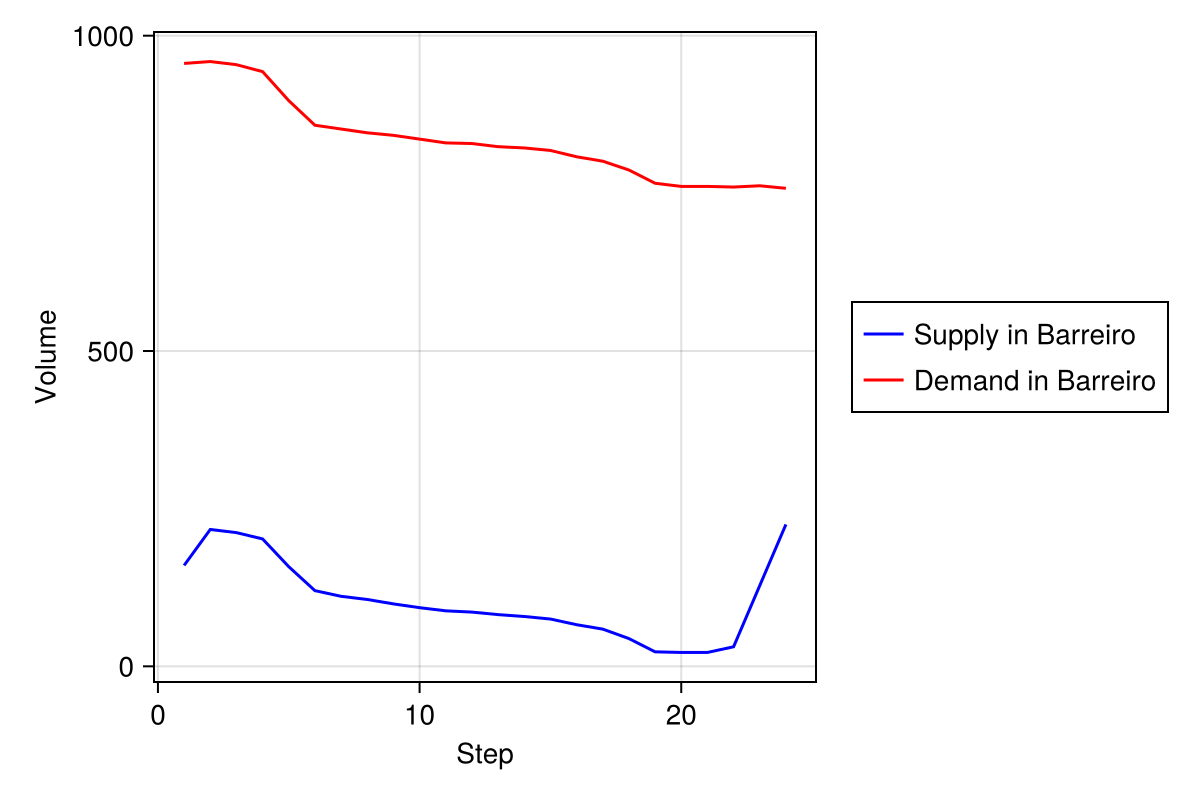 1000
500
0
Volume
0 10 20
Step
Supply in Barreiro
Demand in Barreiro